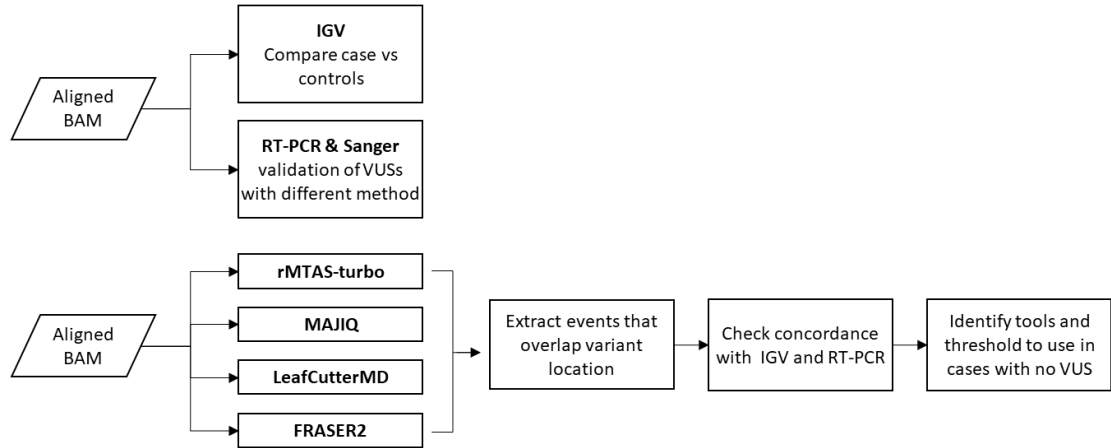 Aligned
BAM
IGV
Compare case vs
controls
RT-PCR & Sanger
validation of VUSs
with different method
Aligned
BAM
rMTAS-turbo
MAJIQ
LeafCutterMD
FRASER2
Extract events that
overlap variant
location
Check concordance
with IGV and RT-PCR
Identify tools and
threshold to use in
cases with no VUS